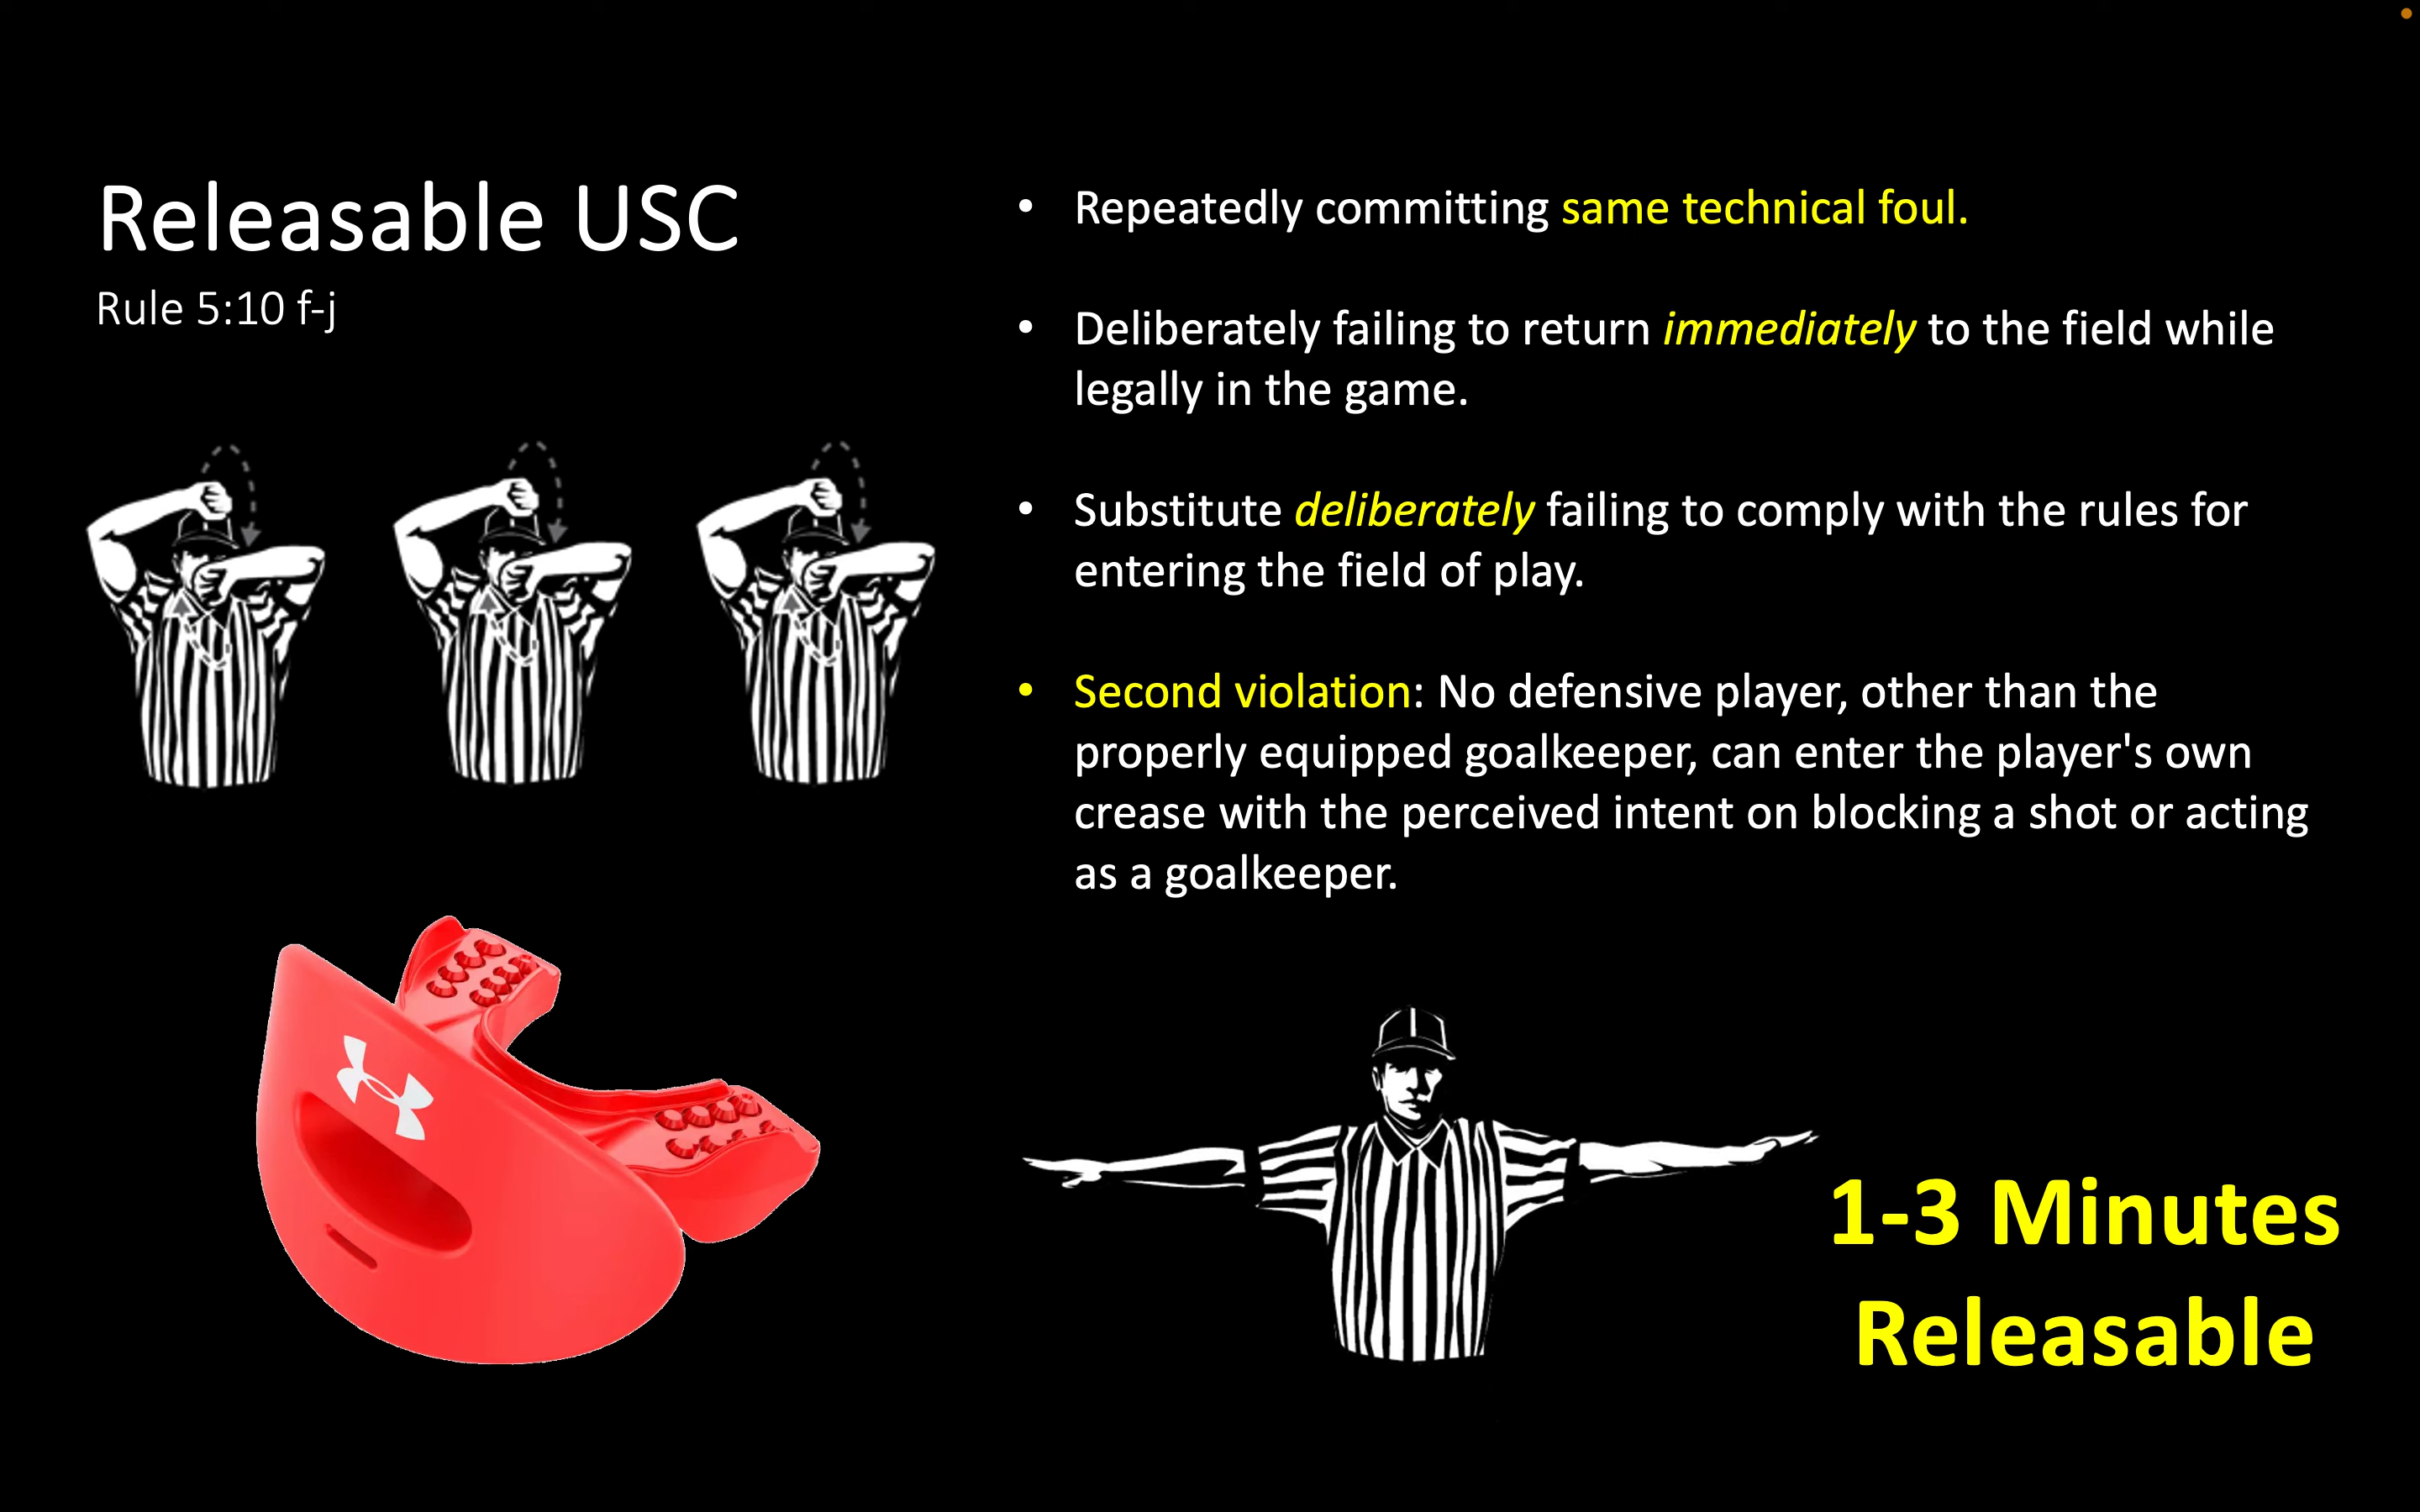 Releasable USC
Rule 5:10 f-j
• Repeatedly committing same technical foul.
• Deliberately failing to return immediately to the field while
legally in the game.
• Substitute deliberately failing to comply with the rules for
entering the field of play.
• Second violation: No defensive player, other than the
properly equipped goalkeeper, can enter the player's own
crease with the perceived intent on blocking a shot or acting
as a goalkeeper.
1-3 Minutes
Releasable